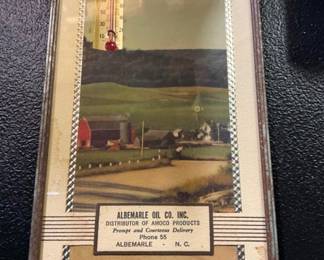 ALBEMARLE OIL CO. INC.
DISTRIBUTOR OF AMOCO PRODUCTS
Prompt and Courteous Delivery
Phone 55
ALBEMARLE - N. C.